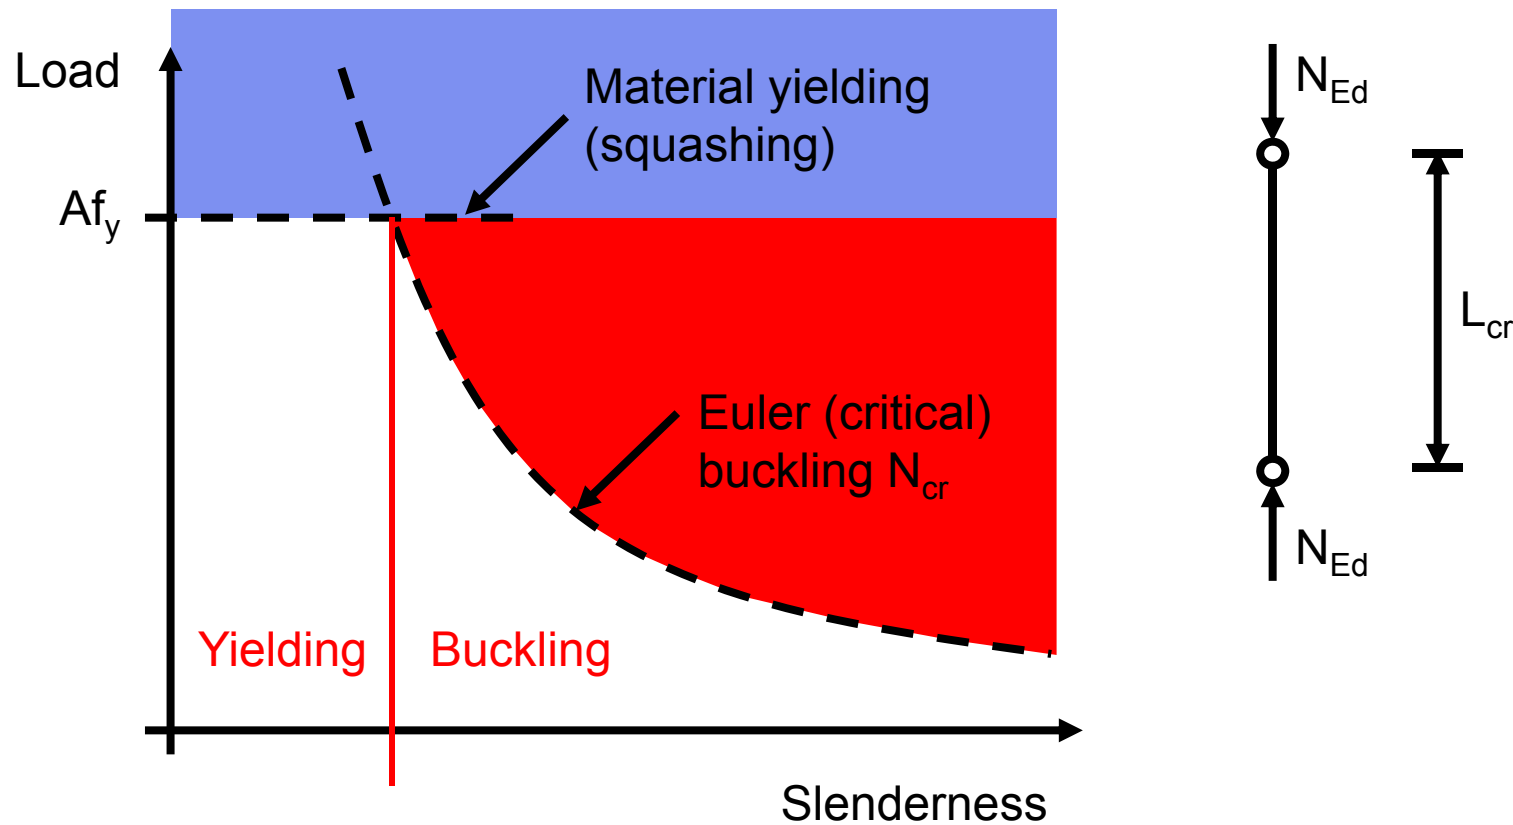 Load
Material yielding
(squashing)
Af_y
Euler (critical)
buckling N_cr
Yielding
Buckling
Slenderness
N_Ed
L_cr
N_Ed